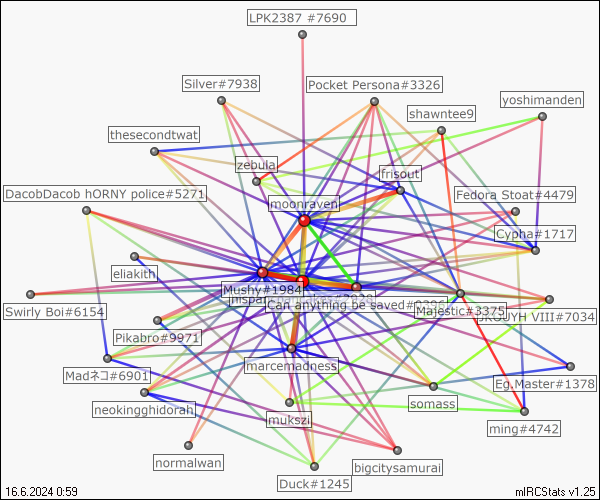 LPK2387 #7690
Silver#7938
Pocket Persona#3326
yoshimanden
shawntee9
thesecondtwat
zebula
frisout
DacobDacob hORNY police#5271
Fedora Stoat#4479
moonraven
Cypha#1717
eliakith
Mushy#1984
Can anything be saved
Swirly Boi#6154
Majestic#3375
VIII#7034
Pikabro#9971
marcemadness
Madネコ#6901
Eg.Master#1378
neokingghidorah
somass
mukszi
ming#4742
normalwan
bigcitysamurai
Duck#1245
16.6.2024 0:59
mIRCStats v1.25